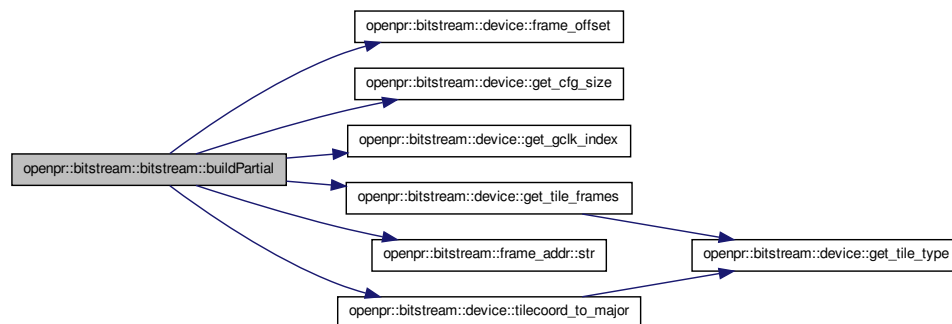 openpr::bitstream::device::frame_offset
openpr::bitstream::device::get_cfg_size
openpr::bitstream::device::get_gclk_index
openpr::bitstream::bitstream::buildPartial
openpr::bitstream::device::get_tile_frames
openpr::bitstream::frame_addr::str
openpr::bitstream::device::get_tile_type
openpr::bitstream::device::tilecoord_to_major